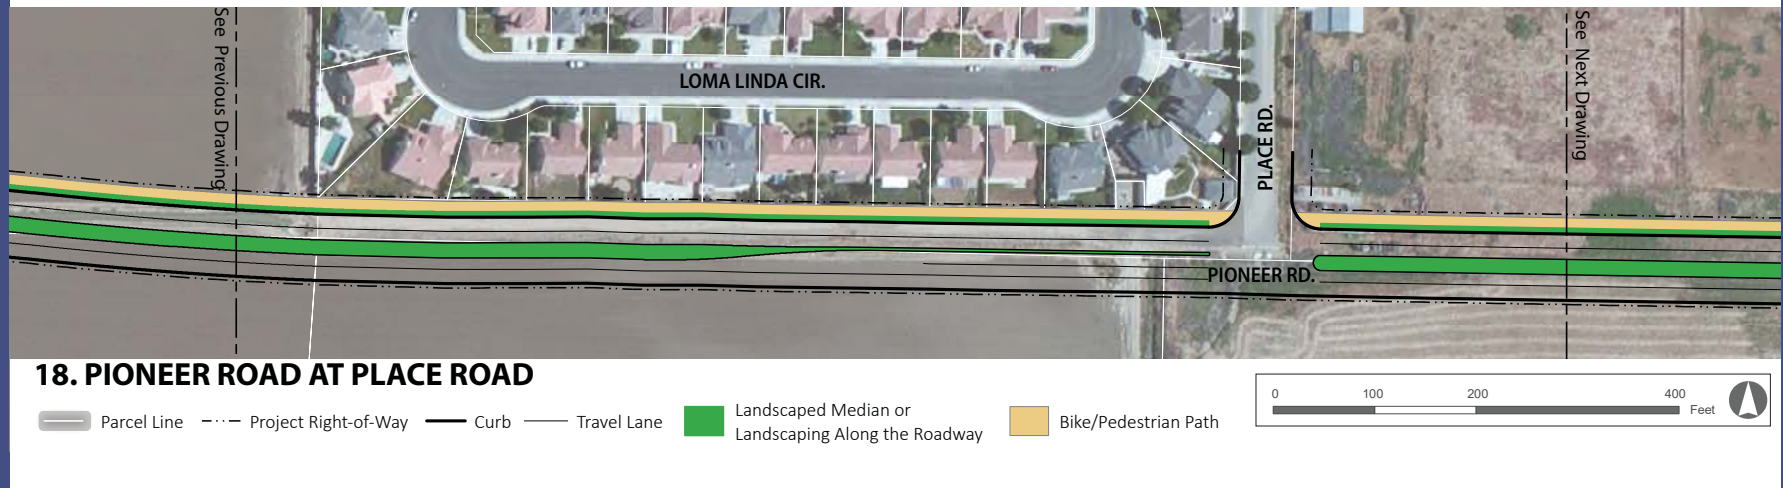 See Previous Drawing
LOMA LINDA CIR.
PLACE RD.
See Next Drawing
PIONEER RD.
18. PIONEER ROAD AT PLACE ROAD
Parcel Line
Project Right-of-Way
Curb
Travel Lane
Landscaped Median or
Landscaping Along the Roadway
Bike/Pedestrian Path
0 100 200 400
Feet